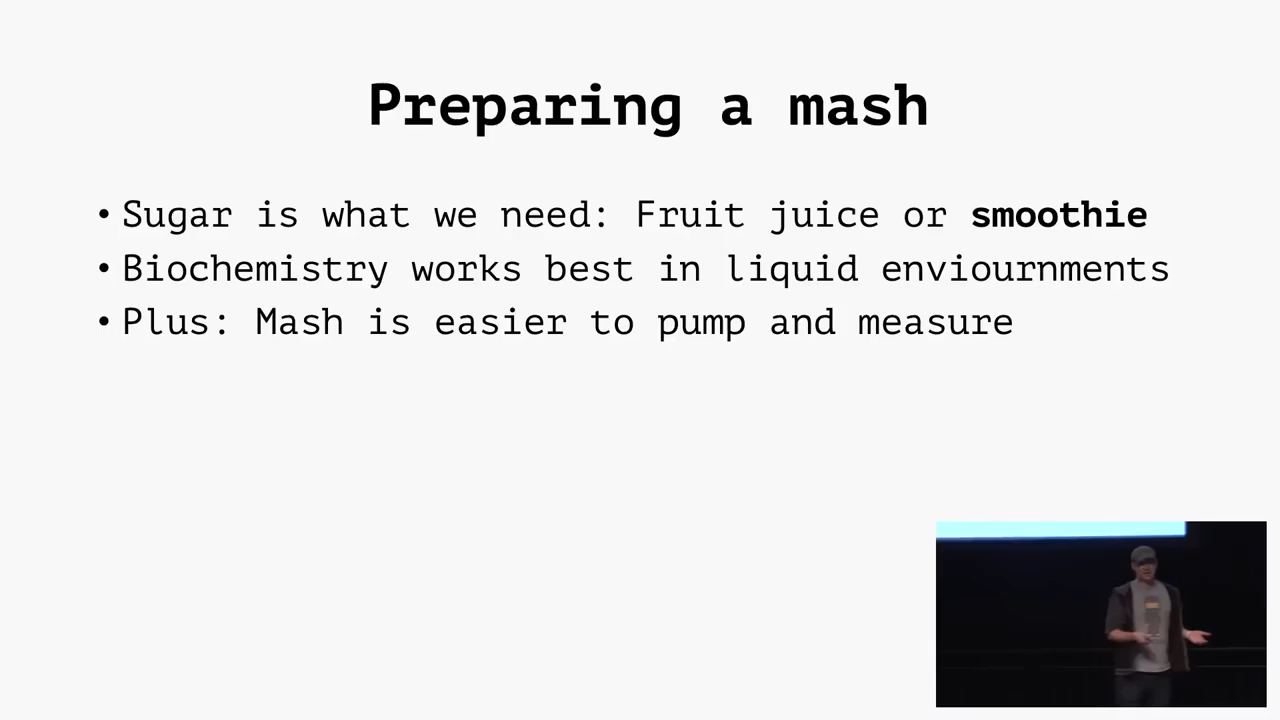 Preparing a mash
• Sugar is what we need: Fruit juice or smoothie
• Biochemistry works best in liquid enviournments
• Plus: Mash is easier to pump and measure